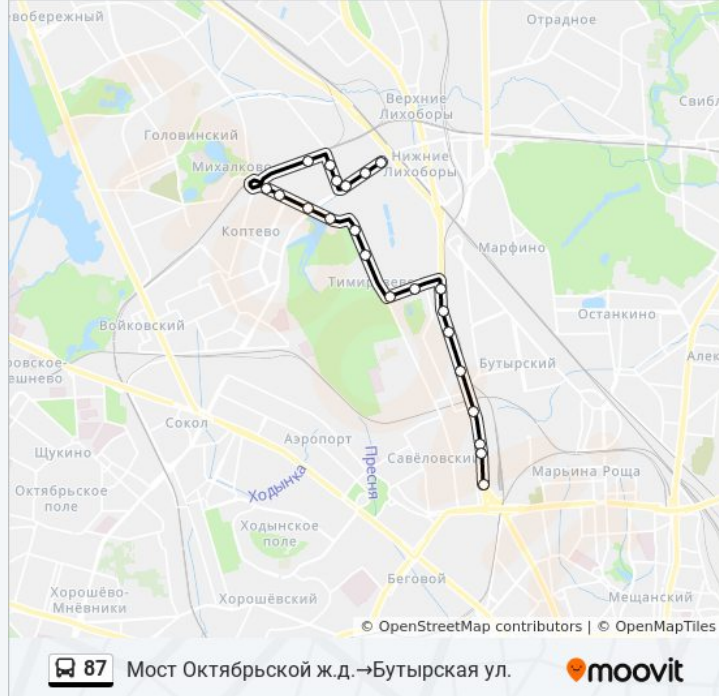 евобережный
Отрадное
Верхние
Лихоборы
Свибл
Головинский
Михалково
Нижние
Лихоборы
Коптево
Марфино
Тимирязевс
Останкино
Войковский
Алек
ровское-
ешнево
Бутырский
Сокол
Аэропорт
Щукино
Пресня
Савёловский
Марьина Роща
Ходынка
Октябрьское
поле
Ходынское
поле
Беговой
Хорошёво-
Мнёвники
Хорошёвский
Мещанский
© OpenStreetMap contributors | © OpenMapTiles
87 Мост Октябрьской ж.д.→Бутырская ул.
moovit